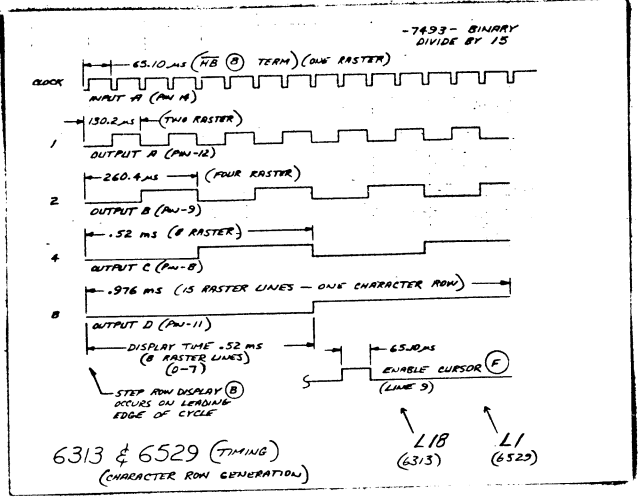 -7493- BINARY
DIVIDE BY 15
65.10 µs (H̅B̅ Ⓑ TERM) (ONE RASTER)
CLOCK
INPUT A (PIN 14)
130.2 µs (TWO RASTER)
1
OUTPUT A (PIN-12)
260.4 µs (FOUR RASTER)
2
OUTPUT B (PIN-9)
.52 ms (8 RASTER)
4
OUTPUT C (PIN-8)
.976 ms (15 RASTER LINES - ONE CHARACTER ROW)
8
OUTPUT D (PIN-11)
DISPLAY TIME .52 ms
(8 RASTER LINES)
(0-7)
65.10 µs
ENABLE CURSOR Ⓕ
(LINE 9)
STEP ROW DISPLAY Ⓑ
OCCURS ON LEADING
EDGE OF CYCLE
L18
(6313)
L1
(6529)
6313 & 6529 (TIMING)
(CHARACTER ROW GENERATION)